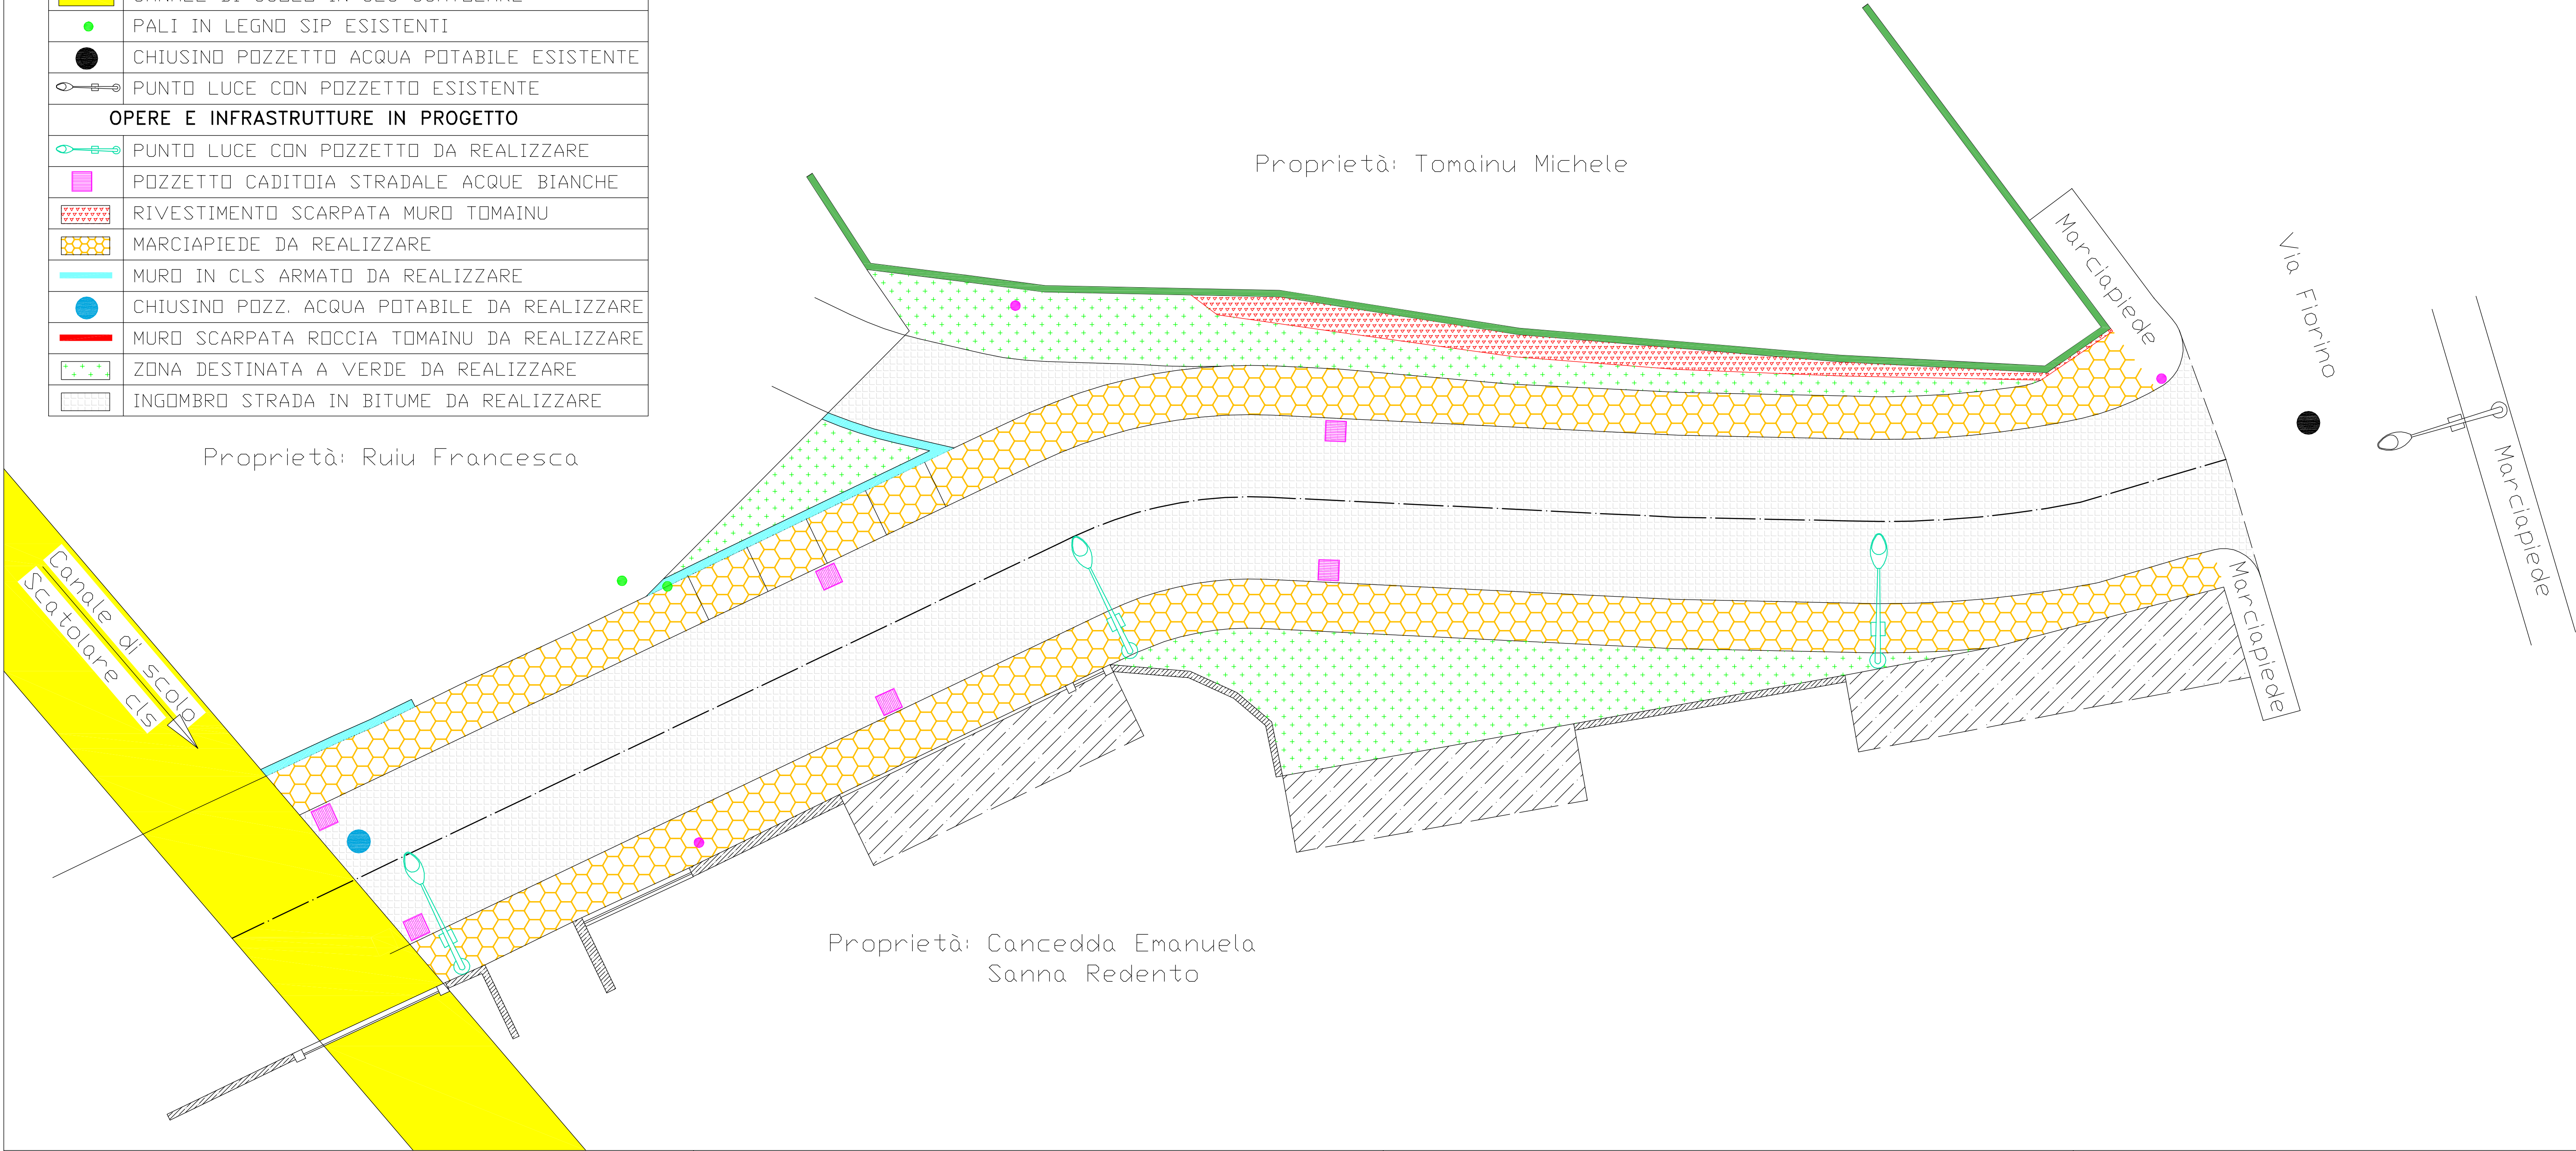 PALI IN LEGNO SIP ESISTENTI
CHIUSINO POZZETTO ACQUA POTABILE ESISTENTE
PUNTO LUCE CON POZZETTO ESISTENTE
OPERE E INFRASTRUTTURE IN PROGETTO
PUNTO LUCE CON POZZETTO DA REALIZZARE
POZZETTO CADITOIA STRADALE ACQUE BIANCHE
RIVESTIMENTO SCARPATA MURO TOMAINU
MARCIAPIEDE DA REALIZZARE
MURO IN CLS ARMATO DA REALIZZARE
CHIUSINO POZZ. ACQUA POTABILE DA REALIZZARE
MURO SCARPATA ROCCIA TOMAINU DA REALIZZARE
ZONA DESTINATA A VERDE DA REALIZZARE
INGOMBRO STRADA IN BITUME DA REALIZZARE
Proprietà: Tomainu Michele
Marciapiede
Via Fiorino
Marciapiede
Marciapiede
Proprietà: Ruiu Francesca
Canale di scolo
Scatolare cls
Proprietà: Cancedda Emanuela
Sanna Redento